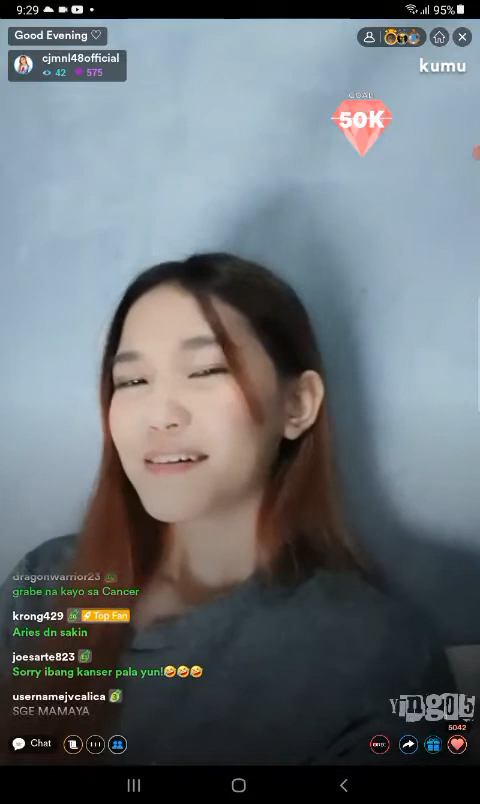 9:29
95%
Good Evening ♡
cjmnl48official
42 575
kumu
GOAL
50K
dragonwarrior23
grabe na kayo sa Cancer
krong429 Top Fan
Aries dn sakin
joesarte823
Sorry ibang kanser pala yun!🤣🤣🤣
usernamejvcalica
SGE MAMAYA
Yingo5
5042
Chat